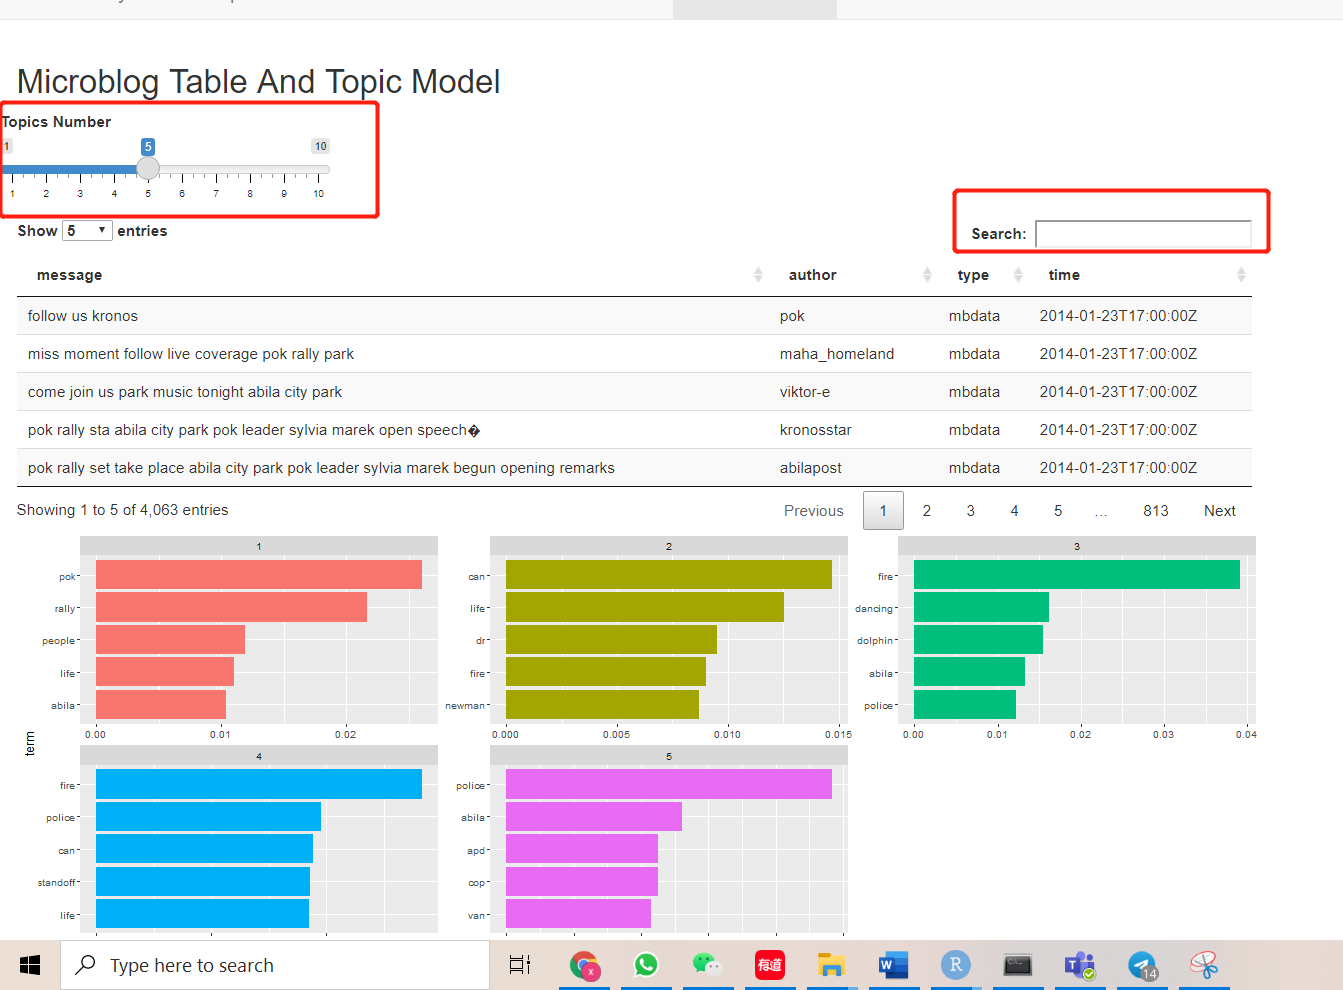 Microblog Table And Topic Model
Topics Number
1 5 10
1 2 3 4 5 6 7 8 9 10
Show 5 entries
Search:
message author type time
follow us kronos pok mbdata 2014-01-23T17:00:00Z
miss moment follow live coverage pok rally park maha_homeland mbdata 2014-01-23T17:00:00Z
come join us park music tonight abila city park viktor-e mbdata 2014-01-23T17:00:00Z
pok rally sta abila city park pok leader sylvia marek open speech� kronosstar mbdata 2014-01-23T17:00:00Z
pok rally set take place abila city park pok leader sylvia marek begun opening remarks abilapost mbdata 2014-01-23T17:00:00Z
Showing 1 to 5 of 4,063 entries
Previous 1 2 3 4 5 … 813 Next
1
pok
rally
people
life
abila
0.00 0.01 0.02
2
can
life
dr
fire
newman
0.000 0.005 0.010 0.015
3
fire
dancing
dolphin
abila
police
0.00 0.01 0.02 0.03 0.04
term
4
fire
police
can
standoff
life
5
police
abila
apd
cop
van
Type here to search
x
有道
W
R
C:\.
T
14